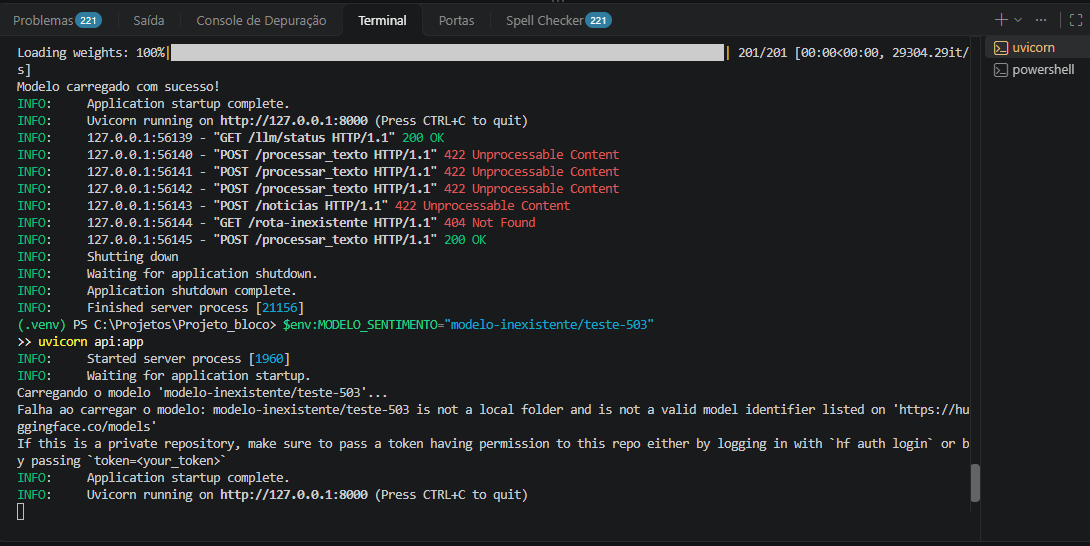 Problemas 221 Saída Console de Depuração Terminal Portas Spell Checker 221
Loading weights: 100%| | 201/201 [00:00<00:00, 29304.29it/
s]
Modelo carregado com sucesso!
INFO: Application startup complete.
INFO: Uvicorn running on http://127.0.0.1:8000 (Press CTRL+C to quit)
INFO: 127.0.0.1:56139 - "GET /llm/status HTTP/1.1" 200 OK
INFO: 127.0.0.1:56140 - "POST /processar_texto HTTP/1.1" 422 Unprocessable Content
INFO: 127.0.0.1:56141 - "POST /processar_texto HTTP/1.1" 422 Unprocessable Content
INFO: 127.0.0.1:56142 - "POST /processar_texto HTTP/1.1" 422 Unprocessable Content
INFO: 127.0.0.1:56143 - "POST /noticias HTTP/1.1" 422 Unprocessable Content
INFO: 127.0.0.1:56144 - "GET /rota-inexistente HTTP/1.1" 404 Not Found
INFO: 127.0.0.1:56145 - "POST /processar_texto HTTP/1.1" 200 OK
INFO: Shutting down
INFO: Waiting for application shutdown.
INFO: Application shutdown complete.
INFO: Finished server process [21156]
(.venv) PS C:\Projetos\Projeto_bloco> $env:MODELO_SENTIMENTO="modelo-inexistente/teste-503"
>> uvicorn api:app
INFO: Started server process [1960]
INFO: Waiting for application startup.
Carregando o modelo 'modelo-inexistente/teste-503'...
Falha ao carregar o modelo: modelo-inexistente/teste-503 is not a local folder and is not a valid model identifier listed on 'https://hu
ggingface.co/models'
If this is a private repository, make sure to pass a token having permission to this repo either by logging in with `hf auth login` or b
y passing `token=<your_token>`
INFO: Application startup complete.
INFO: Uvicorn running on http://127.0.0.1:8000 (Press CTRL+C to quit)
uvicorn
powershell